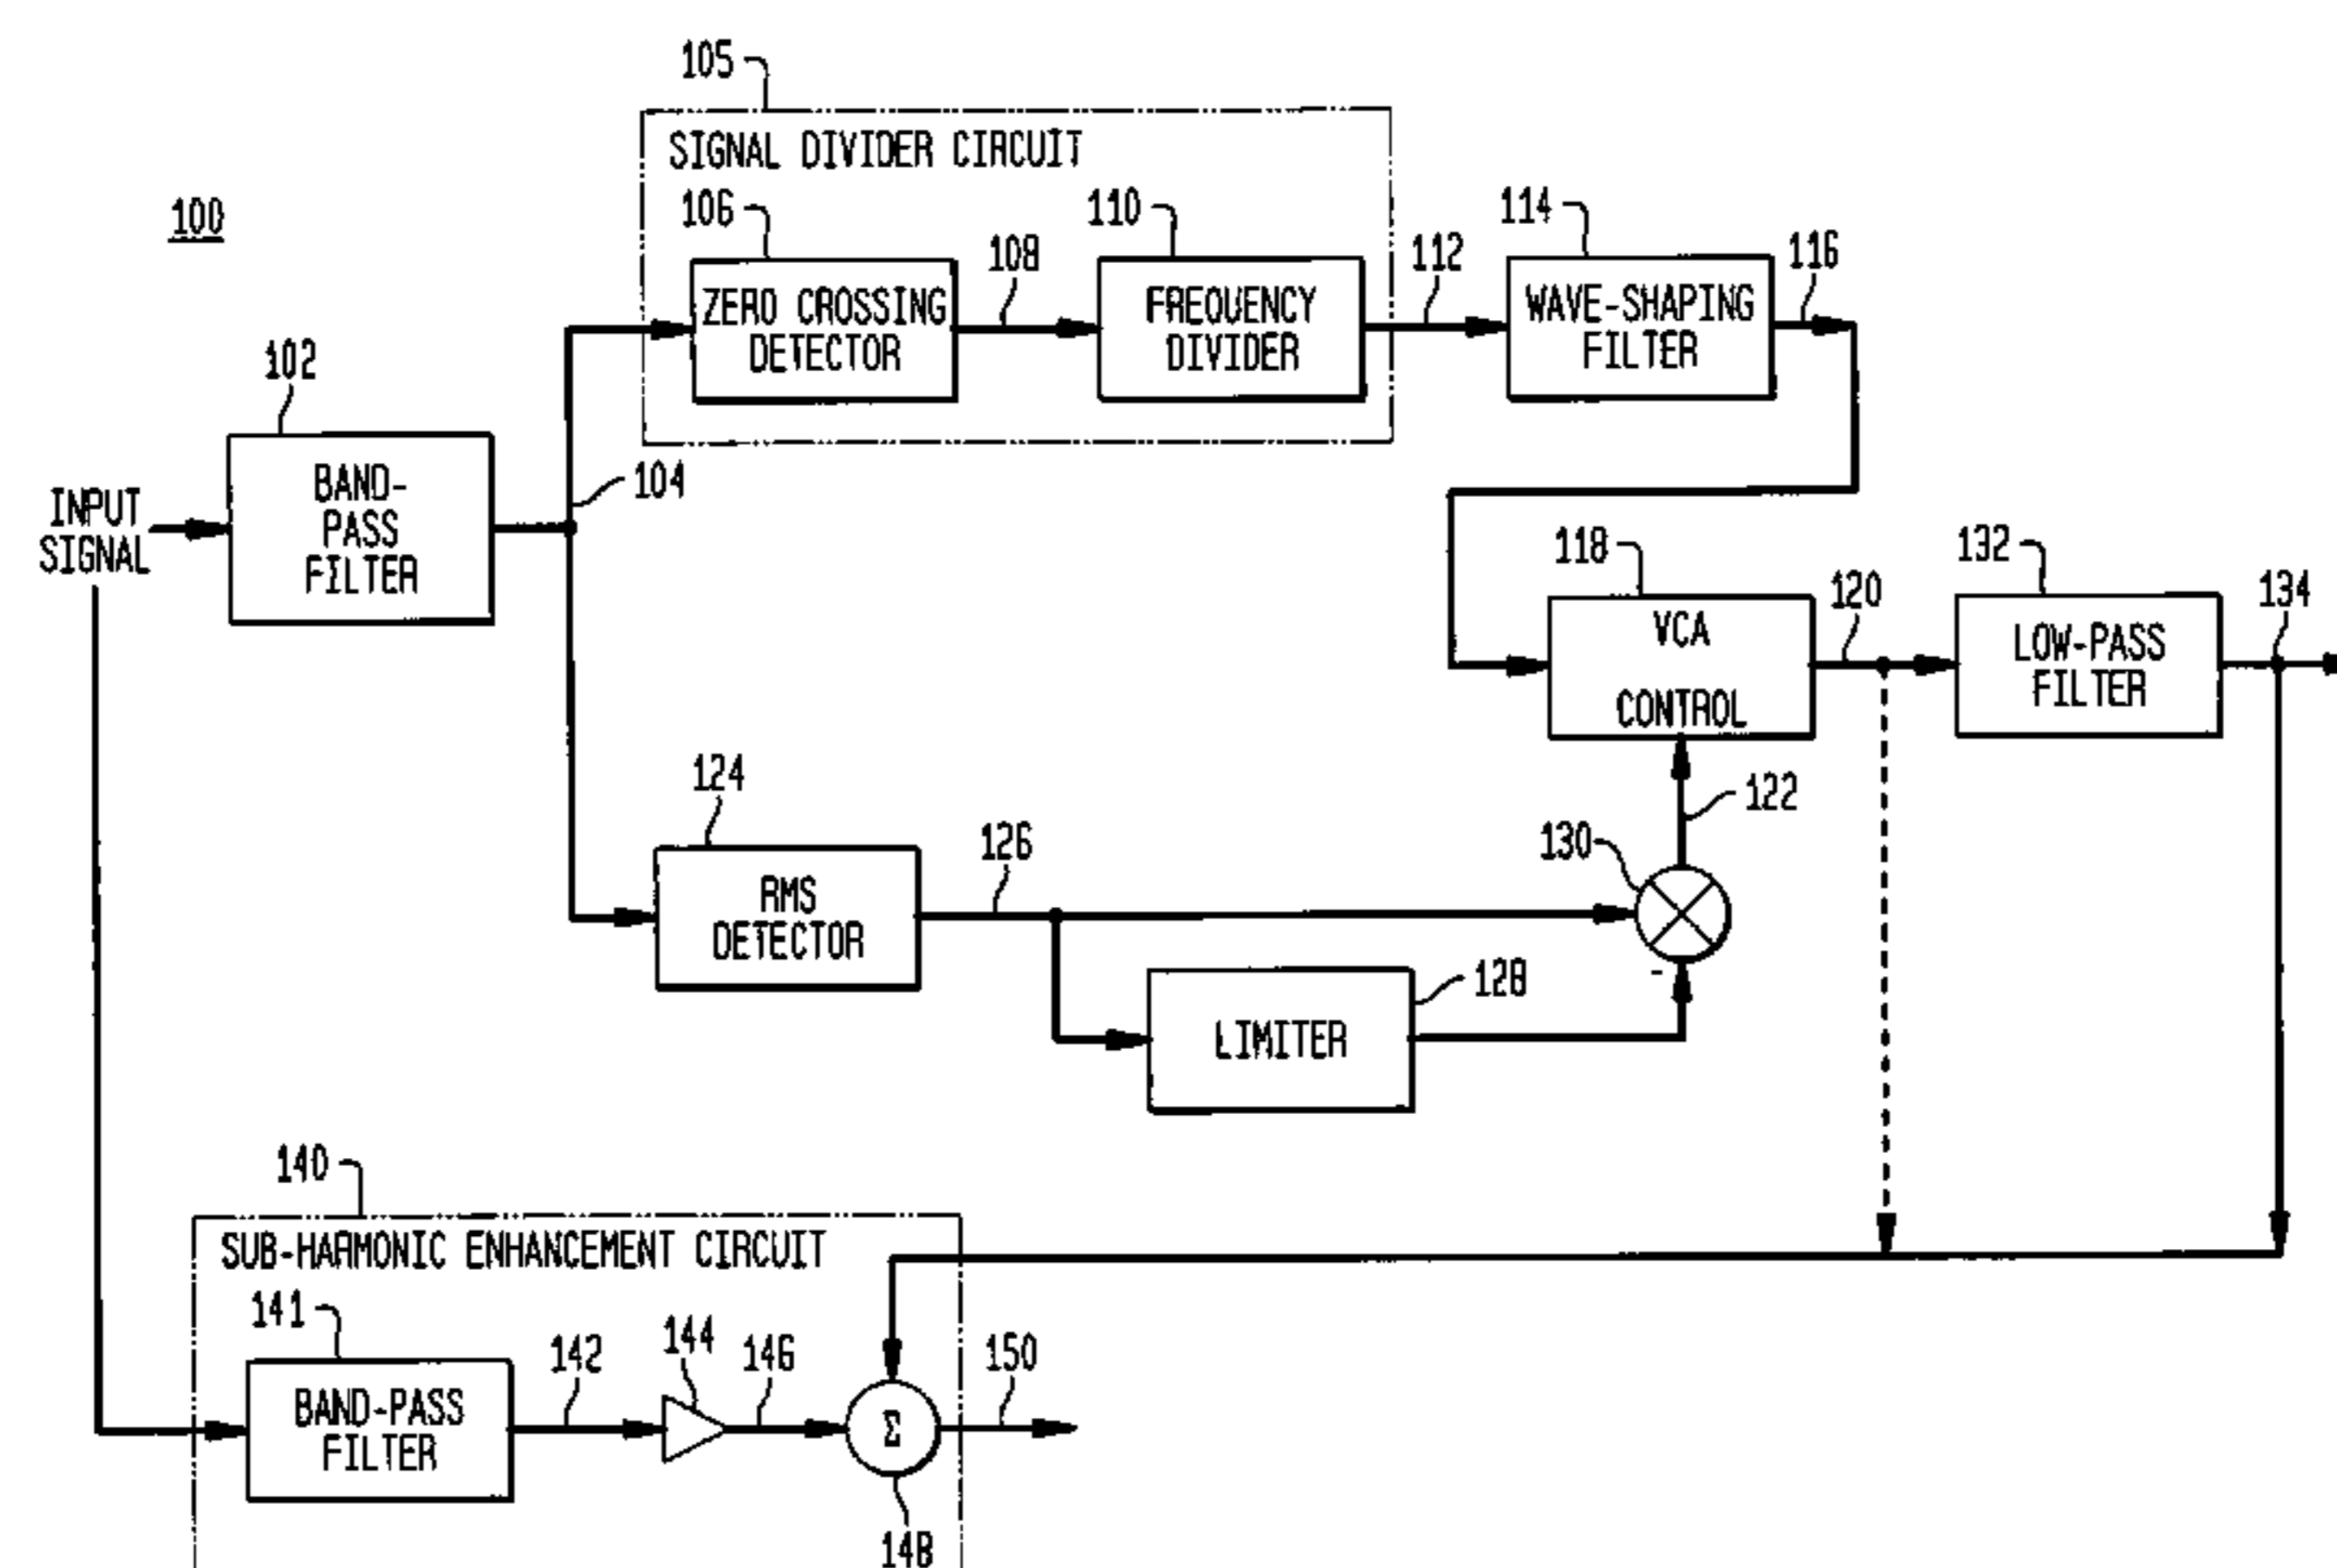 105
SIGNAL DIVIDER CIRCUIT
100
106
108
110
112
114
116
ZERO CROSSING
DETECTOR
FREQUENCY
DIVIDER
WAVE-SHAPING
FILTER
102
104
INPUT
SIGNAL
BAND-
PASS
FILTER
118
120
132
134
VCA
CONTROL
LOW-PASS
FILTER
122
124
126
130
RMS
DETECTOR
-
128
LIMITER
140
SUB-HARMONIC ENHANCEMENT CIRCUIT
141
142
144
146
150
BAND-PASS
FILTER
Σ
148